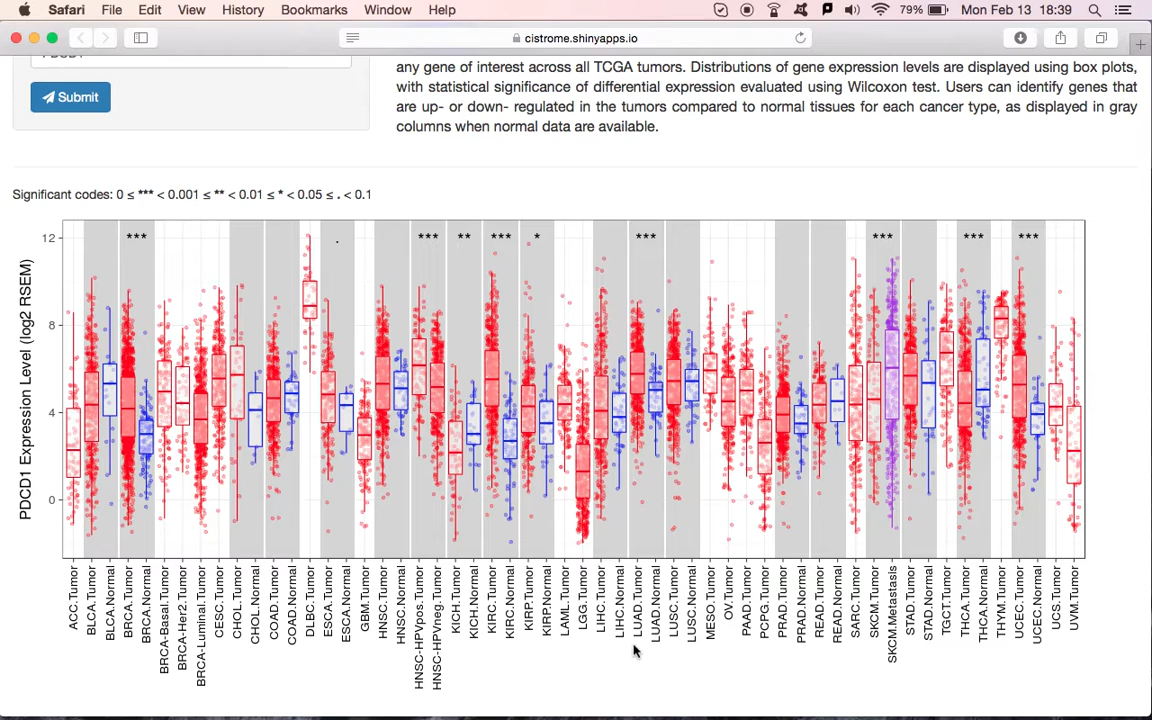 Safari File Edit View History Bookmarks Window Help 79% Mon Feb 13 18:39
cistrome.shinyapps.io
any gene of interest across all TCGA tumors. Distributions of gene expression levels are displayed using box plots,
Submit
with statistical significance of differential expression evaluated using Wilcoxon test. Users can identify genes that
are up- or down- regulated in the tumors compared to normal tissues for each cancer type, as displayed in gray
columns when normal data are available.
Significant codes: 0 ≤ *** < 0.001 ≤ ** < 0.01 ≤ * < 0.05 ≤ . < 0.1
PDCD1 Expression Level (log2 RSEM)
12
8
4
0
*** . *** ** *** * *** *** *** ***
ACC.Tumor
BLCA.Tumor
BLCA.Normal
BRCA.Tumor
BRCA.Normal
BRCA-Basal.Tumor
BRCA-Her2.Tumor
BRCA-Luminal.Tumor
CESC.Tumor
CHOL.Tumor
CHOL.Normal
COAD.Tumor
COAD.Normal
DLBC.Tumor
ESCA.Tumor
ESCA.Normal
GBM.Tumor
HNSC.Tumor
HNSC.Normal
HNSC-HPVpos.Tumor
HNSC-HPVneg.Tumor
KICH.Tumor
KICH.Normal
KIRC.Tumor
KIRC.Normal
KIRP.Tumor
KIRP.Normal
LAML.Tumor
LGG.Tumor
LIHC.Tumor
LIHC.Normal
LUAD.Tumor
LUAD.Normal
LUSC.Tumor
LUSC.Normal
MESO.Tumor
OV.Tumor
PAAD.Tumor
PCPG.Tumor
PRAD.Tumor
PRAD.Normal
READ.Tumor
READ.Normal
SARC.Tumor
SKCM.Tumor
SKCM.Metastasis
STAD.Tumor
STAD.Normal
TGCT.Tumor
THCA.Tumor
THCA.Normal
THYM.Tumor
UCEC.Tumor
UCEC.Normal
UCS.Tumor
UVM.Tumor